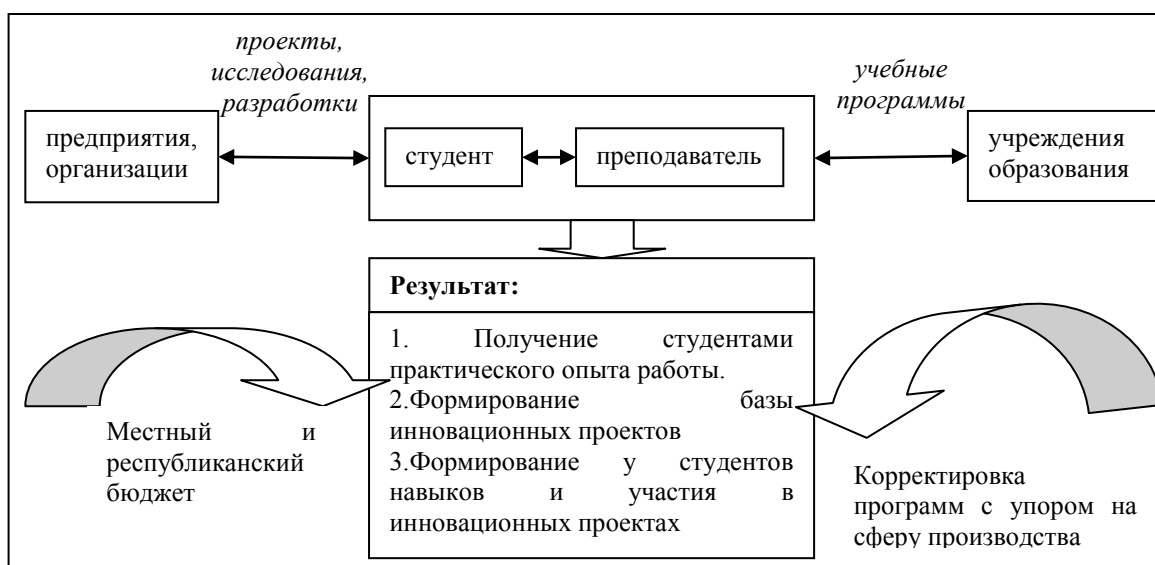 проекты,
исследования,
разработки
учебные
программы
предприятия,
организации
студент
преподаватель
учреждения
образования
Результат:
1. Получение студентами
практического опыта работы.
2.Формирование базы
инновационных проектов
3.Формирование у студентов
навыков и участия в
инновационных проектах
Местный и
республиканский
бюджет
Корректировка
программ с упором на
сферу производства